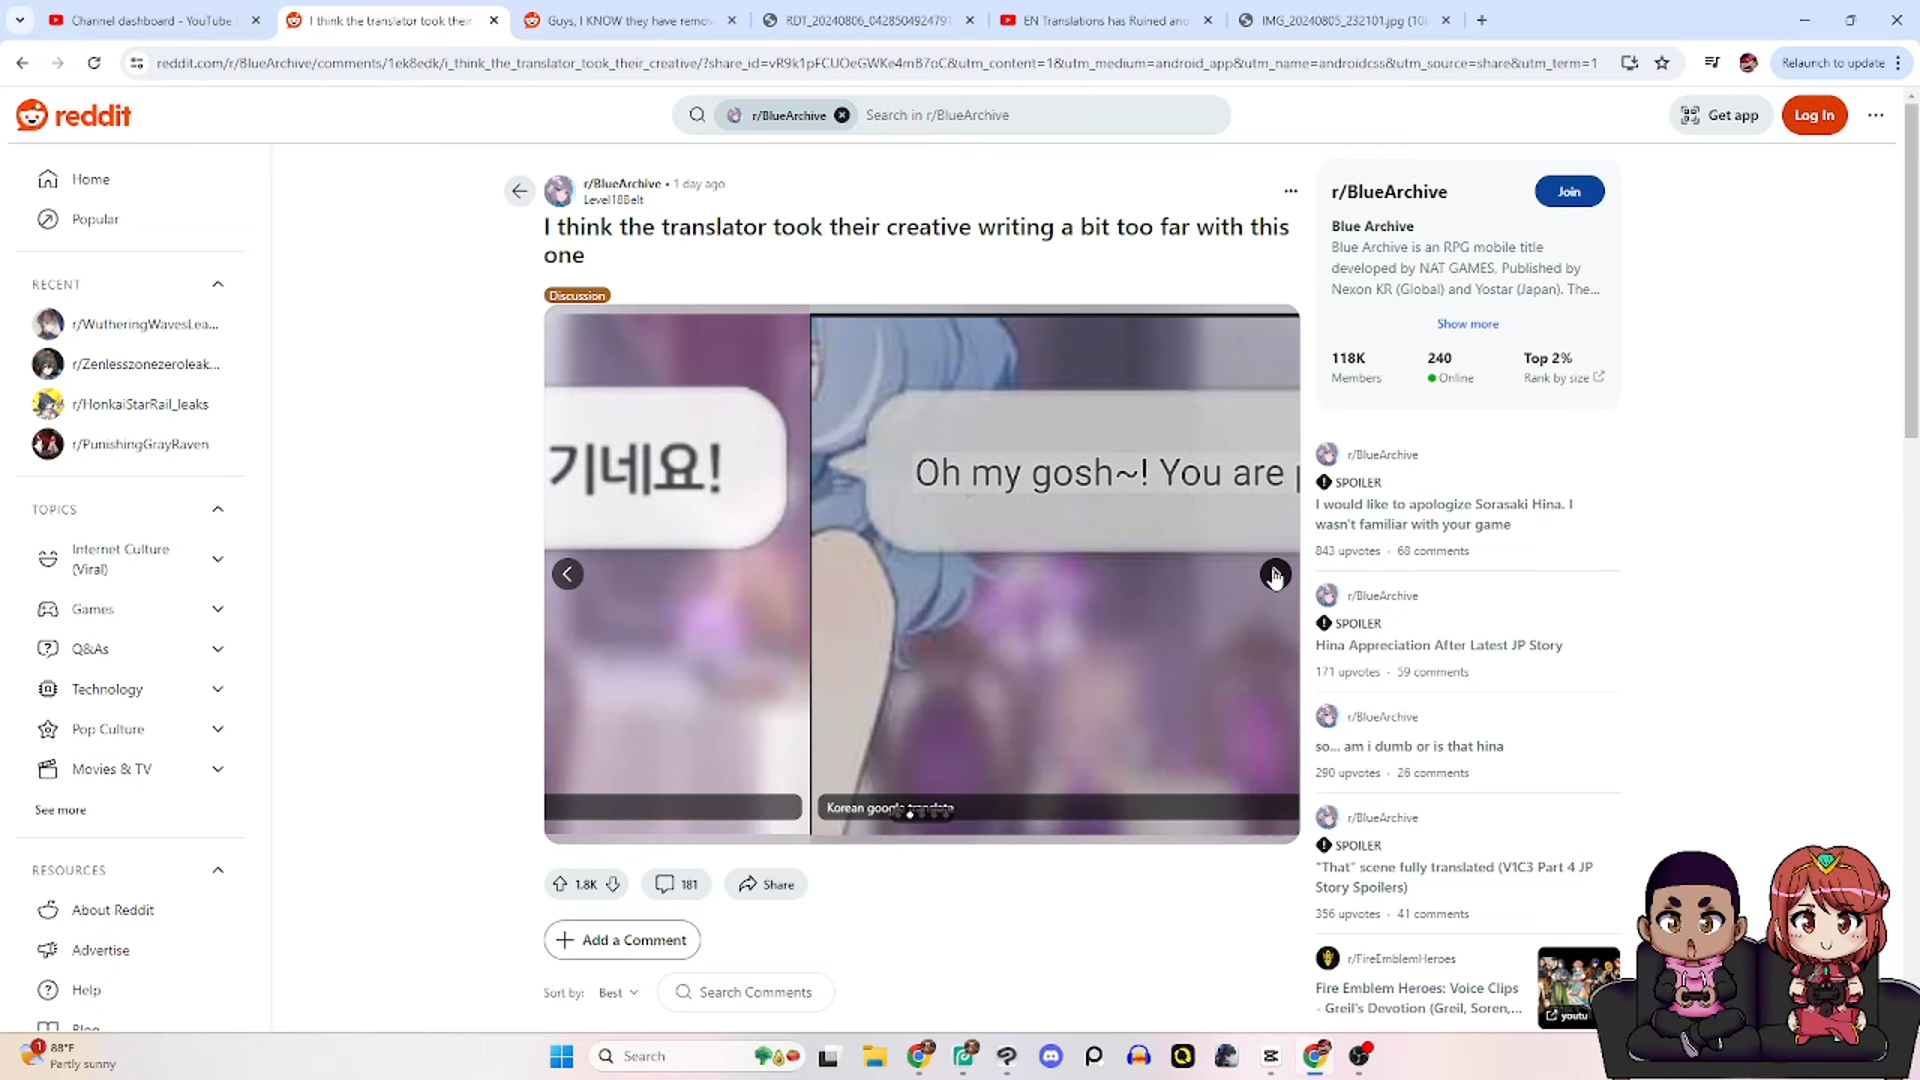 Channel dashboard - YouTube
I think the translator took their
Guys, I KNOW they have remov
RDT_20240806_0428504924791
EN Translations has Ruined ano
IMG_20240805_232101.jpg (10
reddit.com/r/BlueArchive/comments/1ek8edk/i_think_the_translator_took_their_creative/?share_id=vR9k1pFCUOeGWKe4mB7oC&utm_content=1&utm_medium=android_app&utm_name=androidcss&utm_source=share&utm_term=1
Relaunch to update
reddit
r/BlueArchive
Search in r/BlueArchive
Get app
Log In
Home
Popular
RECENT
r/WutheringWavesLea...
r/Zenlesszonezeroleak...
r/HonkaiStarRail_leaks
r/PunishingGrayRaven
TOPICS
Internet Culture
(Viral)
Games
Q&As
Technology
Pop Culture
Movies & TV
See more
RESOURCES
About Reddit
Advertise
Help
Blog
r/BlueArchive • 1 day ago
Level18Belt
I think the translator took their creative writing a bit too far with this
one
Discussion
기네요!
Oh my gosh~! You are
Korean google translate
1.8K
181
Share
Add a Comment
Sort by: Best
Search Comments
r/BlueArchive
Join
Blue Archive
Blue Archive is an RPG mobile title
developed by NAT GAMES, Published by
Nexon KR (Global) and Yostar (Japan). The...
Show more
118K
Members
240
Online
Top 2%
Rank by size
r/BlueArchive
SPOILER
I would like to apologize Sorasaki Hina. I
wasn't familiar with your game
843 upvotes · 68 comments
r/BlueArchive
SPOILER
Hina Appreciation After Latest JP Story
171 upvotes · 59 comments
r/BlueArchive
so... am i dumb or is that hina
290 upvotes · 26 comments
r/BlueArchive
SPOILER
"That" scene fully translated (V1C3 Part 4 JP
Story Spoilers)
356 upvotes · 41 comments
r/FireEmblemHeroes
Fire Emblem Heroes: Voice Clips
- Greil's Devotion (Greil, Soren,...
youtu
1
88°F
Partly sunny
Search